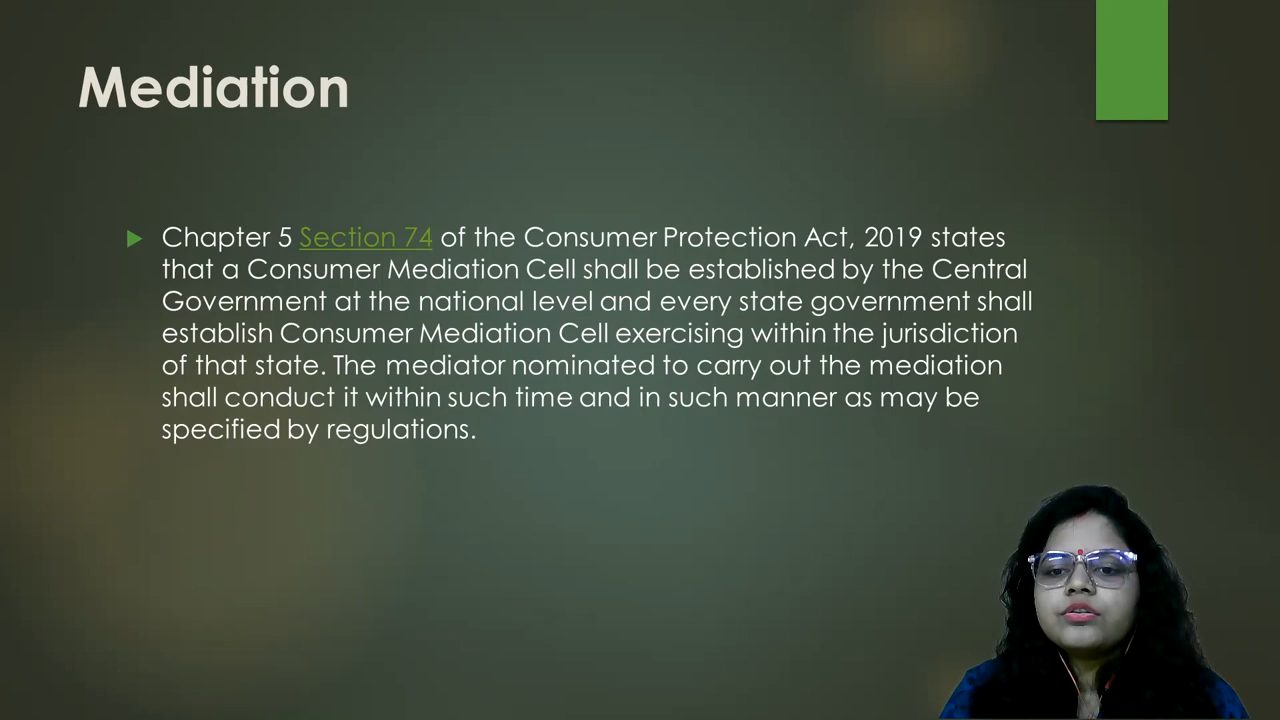 Mediation
Chapter 5 Section 74 of the Consumer Protection Act, 2019 states
that a Consumer Mediation Cell shall be established by the Central
Government at the national level and every state government shall
establish Consumer Mediation Cell exercising within the jurisdiction
of that state. The mediator nominated to carry out the mediation
shall conduct it within such time and in such manner as may be
specified by regulations.